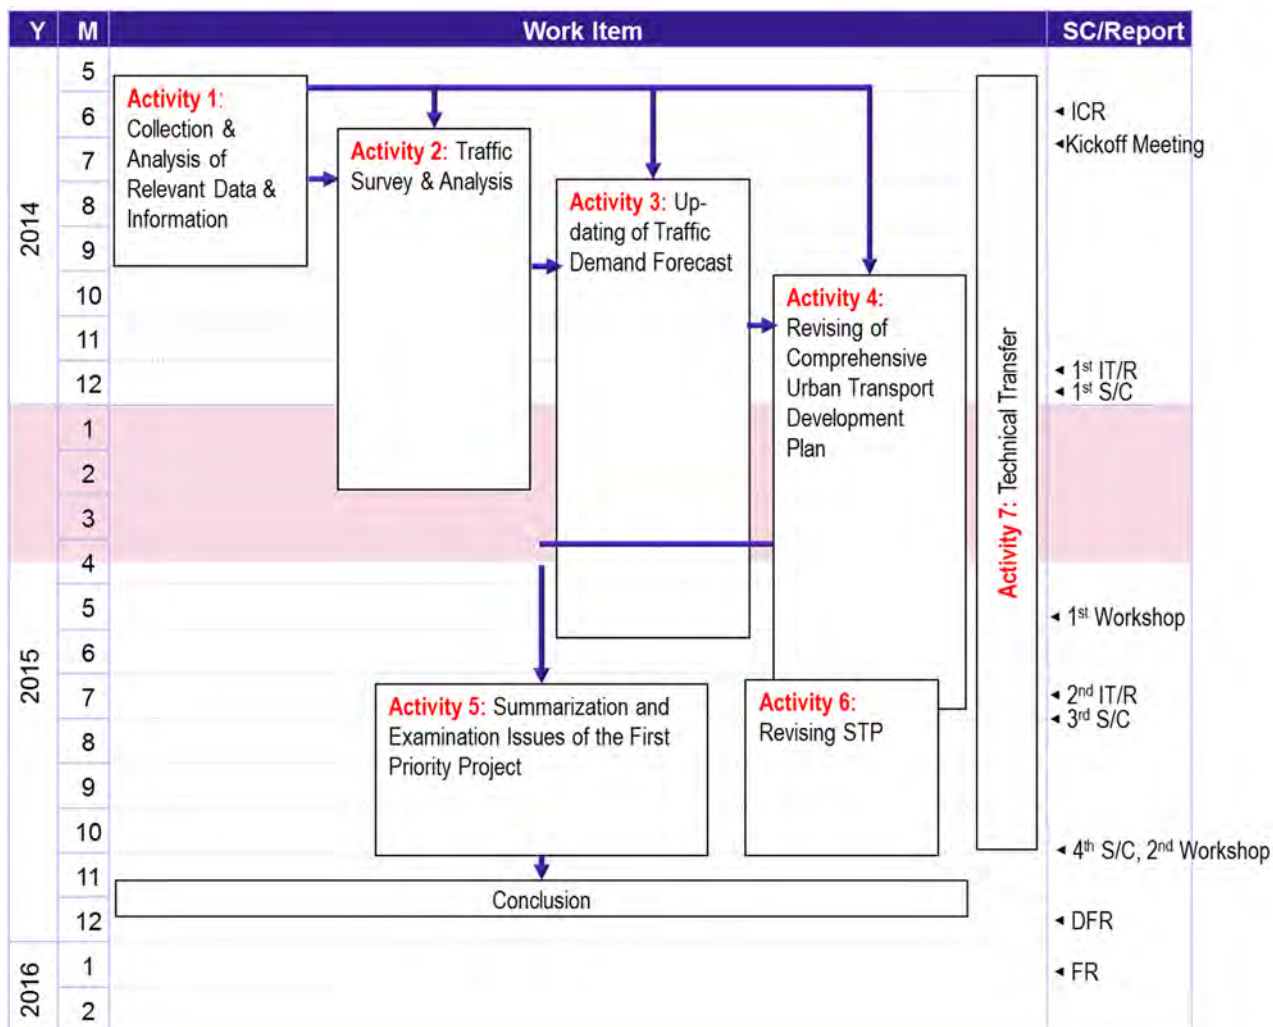 Y M Work Item SC/Report
2014
5
6
7
8
9
10
11
12
2015
1
2
3
4
5
6
7
8
9
10
11
12
2016
1
2
Activity 1:
Collection &
Analysis of
Relevant Data &
Information
Activity 2: Traffic
Survey & Analysis
Activity 3: Up-
dating of Traffic
Demand Forecast
Activity 4:
Revising of
Comprehensive
Urban Transport
Development
Plan
Activity 5: Summarization and
Examination Issues of the First
Priority Project
Activity 6:
Revising STP
Activity 7: Technical Transfer
Conclusion
ICR
Kickoff Meeting
1st IT/R
1st S/C
1st Workshop
2nd IT/R
3rd S/C
4th S/C, 2nd Workshop
DFR
FR